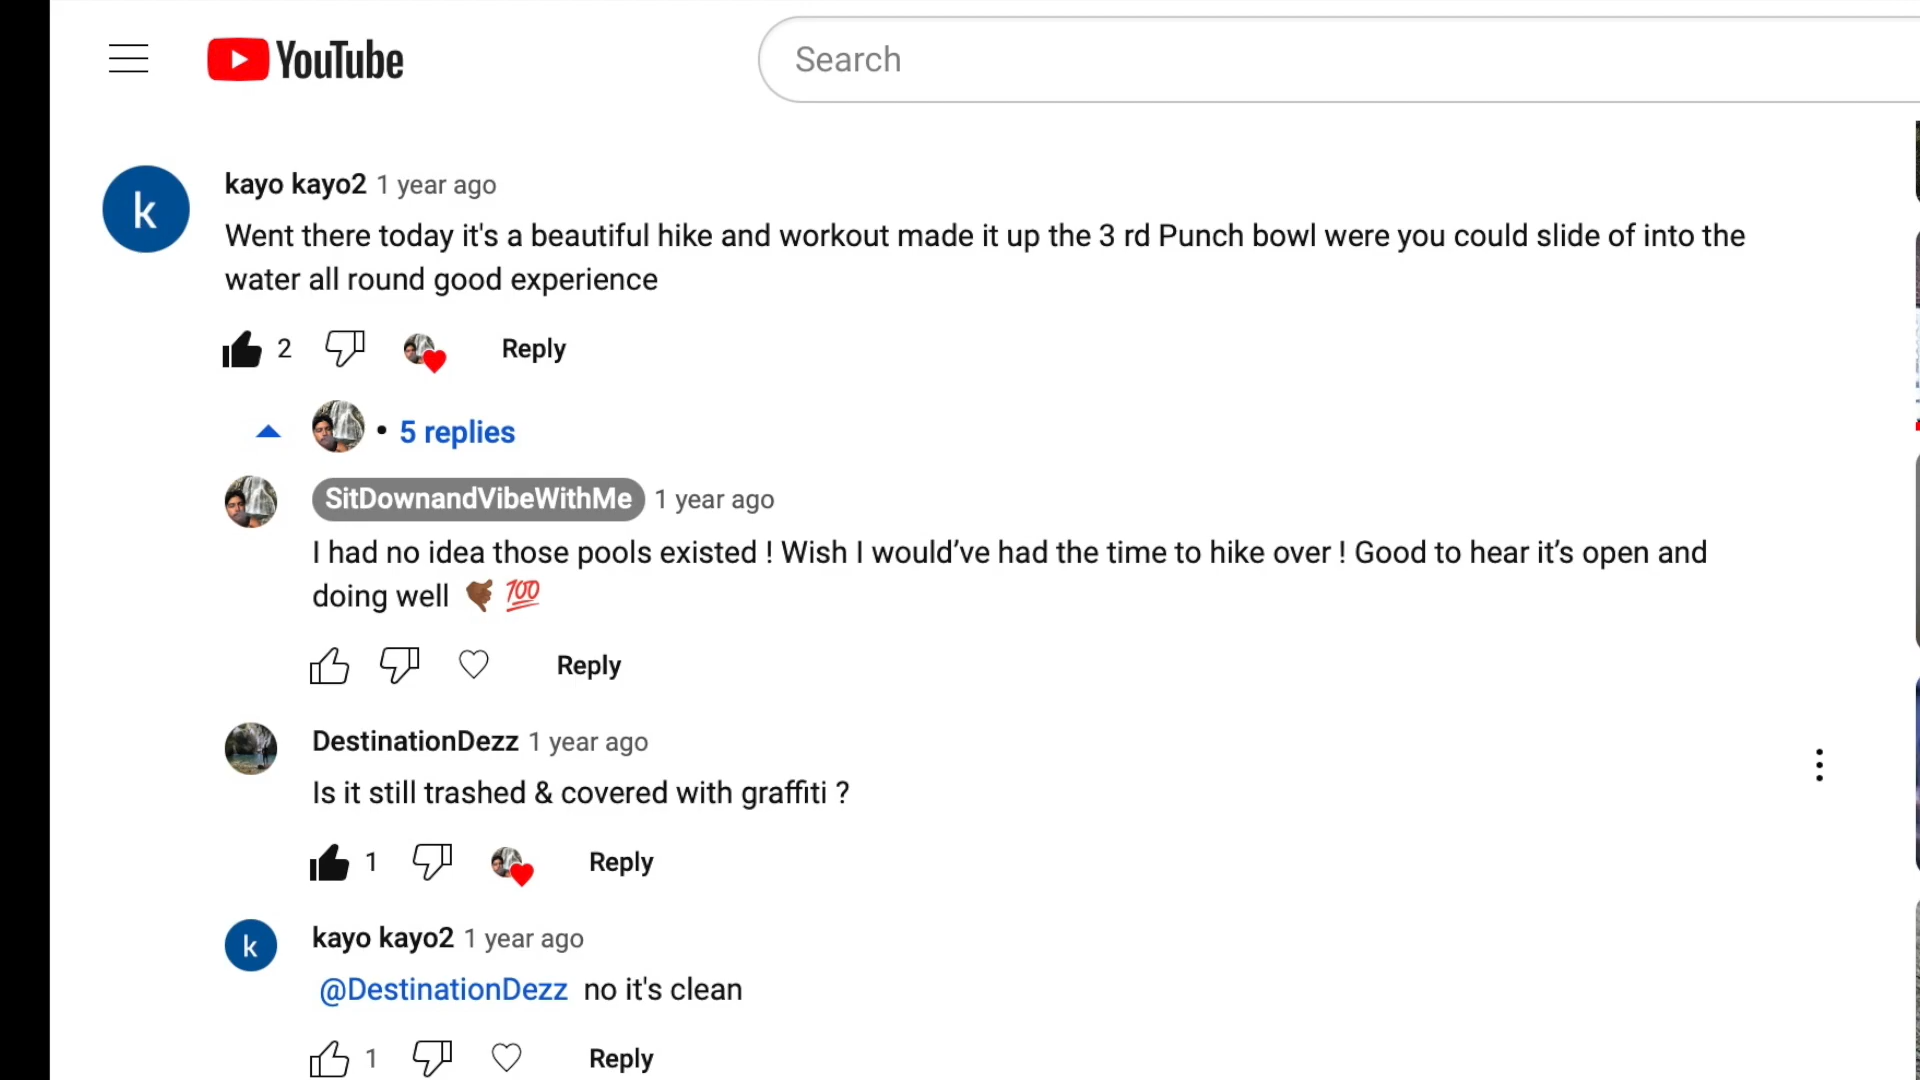 YouTube
Search
k
kayo kayo2 1 year ago
Went there today it's a beautiful hike and workout made it up the 3 rd Punch bowl were you could slide of into the
water all round good experience
2 Reply
• 5 replies
SitDownandVibeWithMe 1 year ago
I had no idea those pools existed ! Wish I would’ve had the time to hike over ! Good to hear it’s open and
doing well 🤙🏾 💯
Reply
DestinationDezz 1 year ago
Is it still trashed & covered with graffiti ?
1 Reply
k
kayo kayo2 1 year ago
@DestinationDezz no it's clean
1 Reply